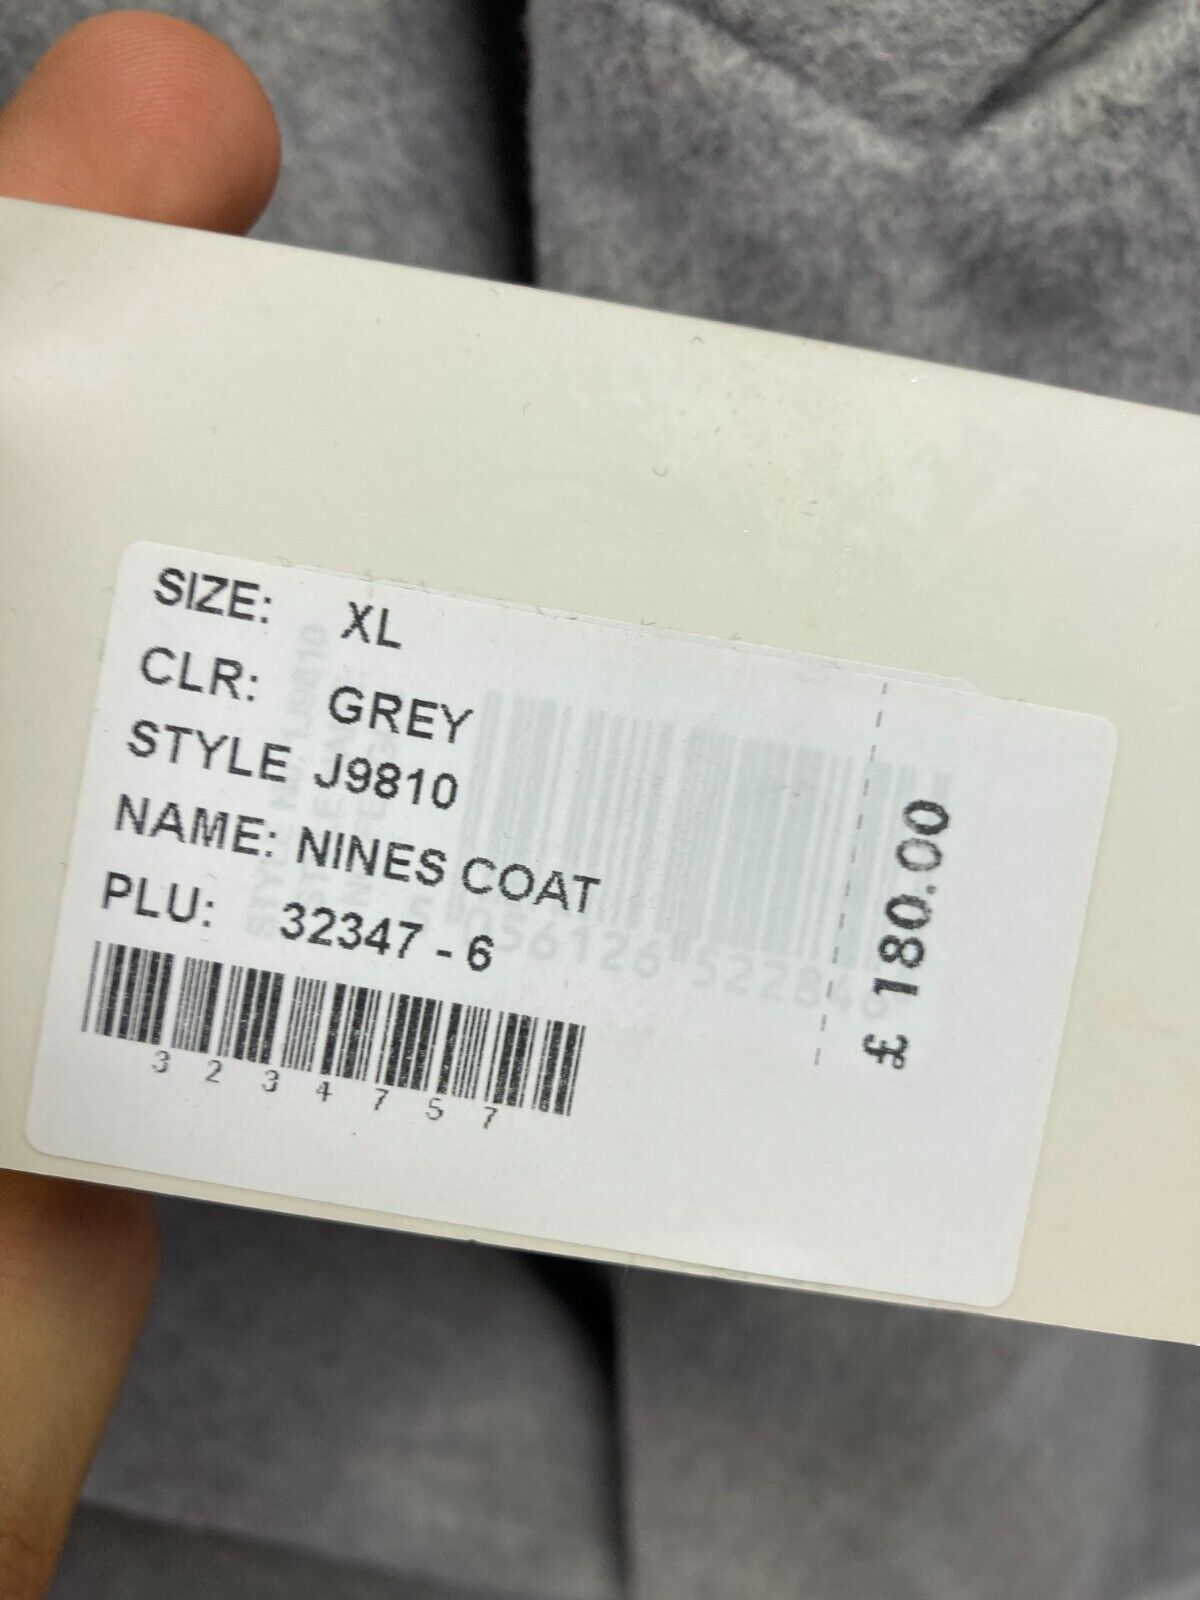 SIZE: XL
CLR: GREY
STYLE J9810
NAME: NINES COAT
PLU: 32347 - 6
3 2 3 4 7 5 7
£ 180.00